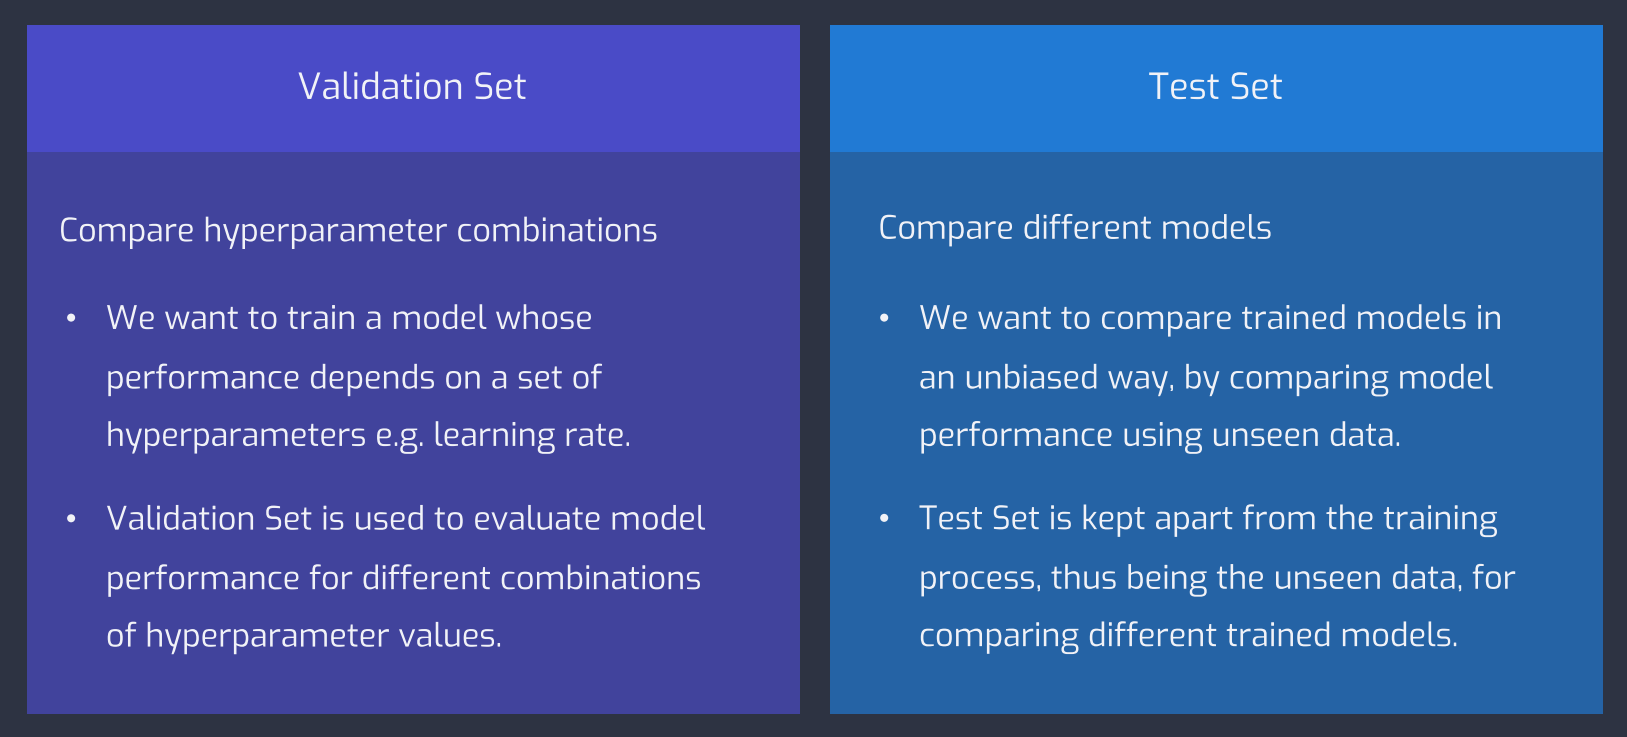 Validation Set
Compare hyperparameter combinations
• We want to train a model whose
performance depends on a set of
hyperparameters e.g. learning rate.
• Validation Set is used to evaluate model
performance for different combinations
of hyperparameter values.
Test Set
Compare different models
• We want to compare trained models in
an unbiased way, by comparing model
performance using unseen data.
• Test Set is kept apart from the training
process, thus being the unseen data, for
comparing different trained models.